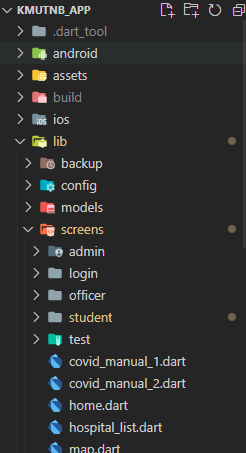 KMUTNB_APP
.dart_tool
android
assets
build
ios
lib
backup
config
models
screens
admin
login
officer
student
test
covid_manual_1.dart
covid_manual_2.dart
home.dart
hospital_list.dart
map.dart